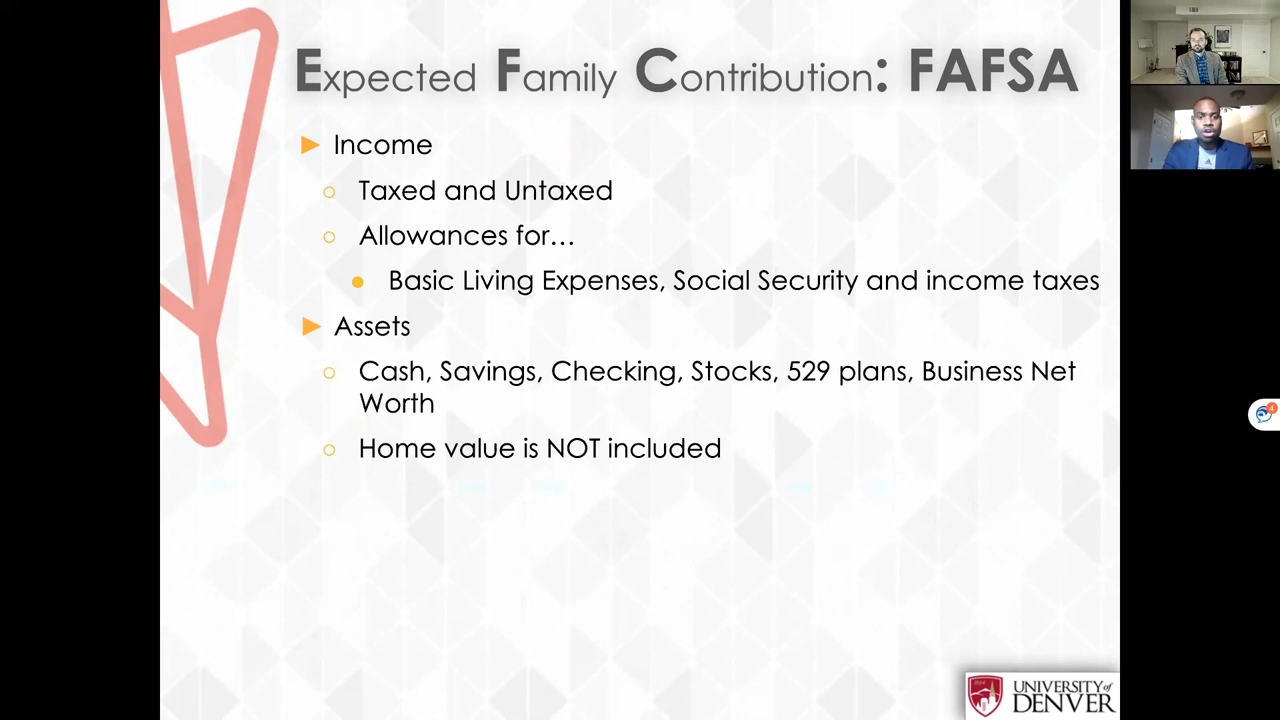 Expected Family Contribution: FAFSA
► Income
○ Taxed and Untaxed
○ Allowances for…
● Basic Living Expenses, Social Security and income taxes
► Assets
○ Cash, Savings, Checking, Stocks, 529 plans, Business Net
Worth
○ Home value is NOT included
4
UNIVERSITY of
DENVER